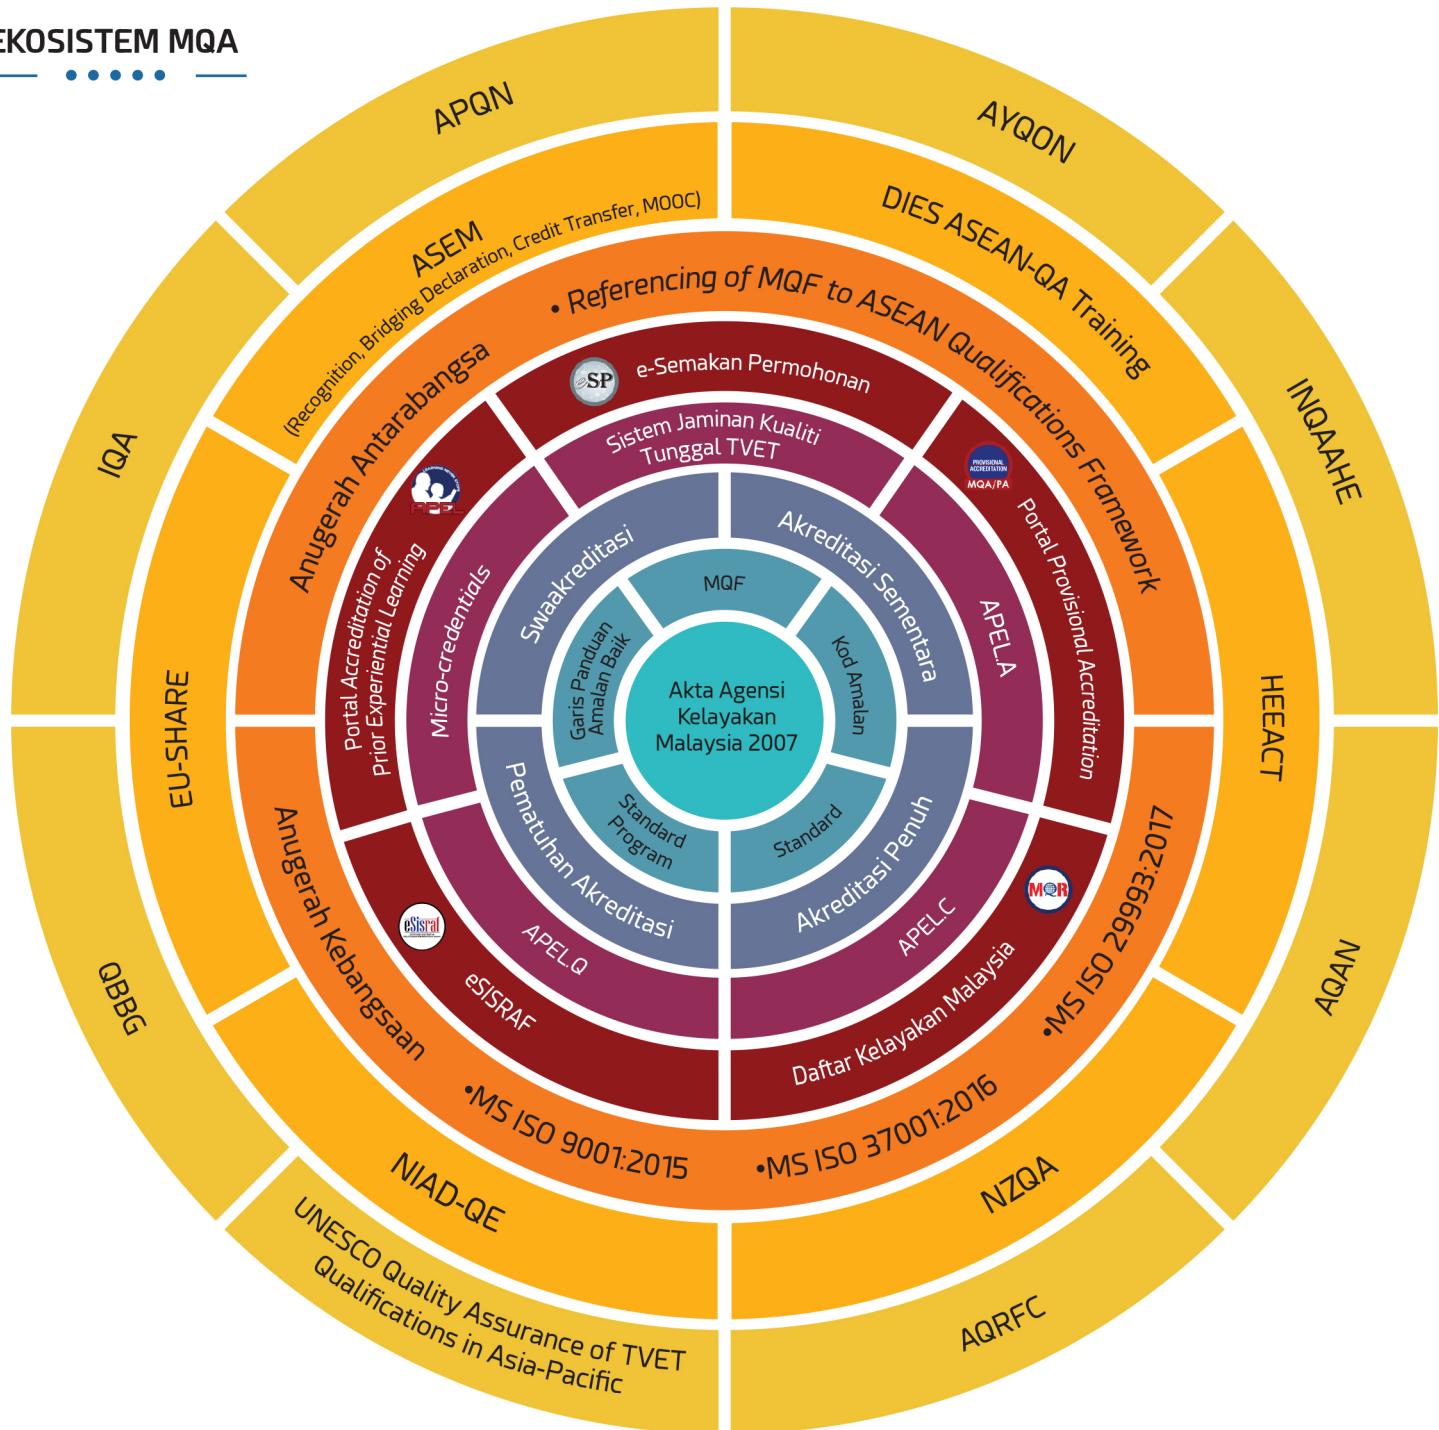 EKOSISTEM MQA
APQN
AYQON
INQAAHE
AQAN
AQRFC
UNESCO Quality Assurance of TVET
Qualifications in Asia-Pacific
QBBG
IQA
ASEM
(Recognition, Bridging Declaration, Credit Transfer, MOOC)
DIES ASEAN-QA Training
HEEACT
NZQA
NIAD-QE
EU-SHARE
Anugerah Antarabangsa
• Referencing of MQF to ASEAN Qualifications Framework
•MS ISO 29993:2017
•MS ISO 37001:2016
•MS ISO 9001:2015
Anugerah Kebangsaan
eSP
e-Semakan Permohonan
PROVISIONAL
ACCREDITATION
MQA/PA
Portal Provisional Accreditation
MQR
Daftar Kelayakan Malaysia
eSisraf
eSISRAF
APEL
Portal Accreditation of
Prior Experiential Learning
Sistem Jaminan Kualiti
Tunggal TVET
APEL.A
APEL.C
APEL.Q
Micro-credentials
Swaakreditasi
Akreditasi Sementara
Akreditasi Penuh
Pematuhan Akreditasi
MQF
Kod Amalan
Standard
Standard
Program
Garis Panduan
Amalan Baik
Akta Agensi
Kelayakan
Malaysia 2007